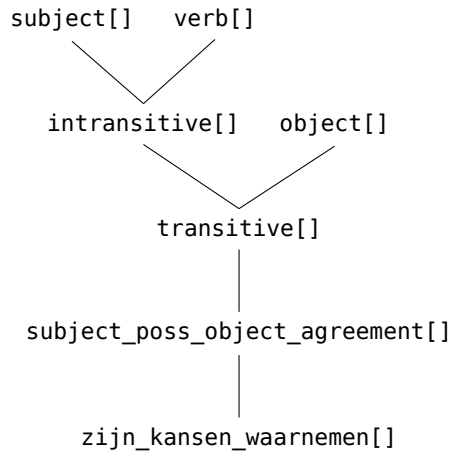 subject[] verb[]
intransitive[] object[]
transitive[]
subject_poss_object_agreement[]
zijn_kansen_waarnemen[]